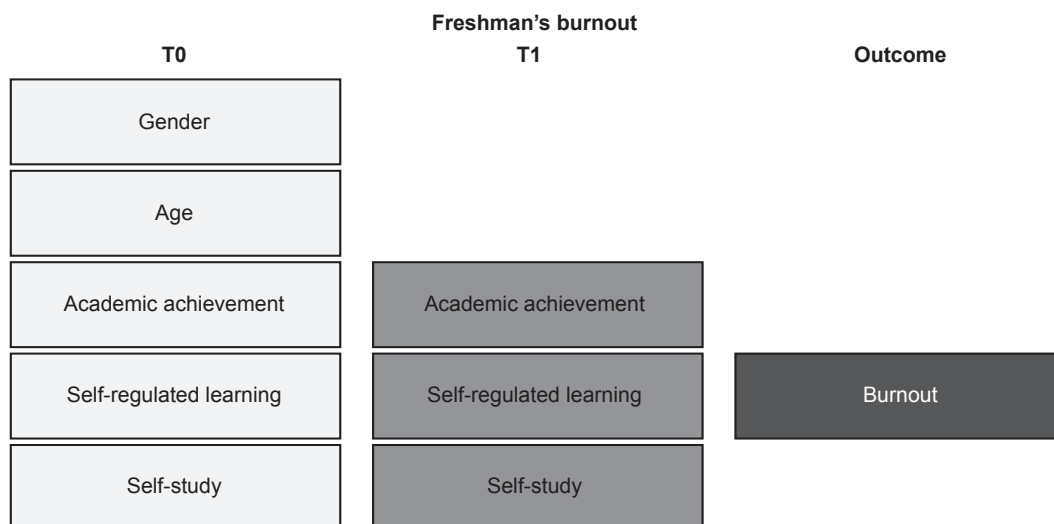 Freshman's burnout
T0 T1 Outcome
Gender
Age
Academic achievement Academic achievement
Self-regulated learning Self-regulated learning Burnout
Self-study Self-study